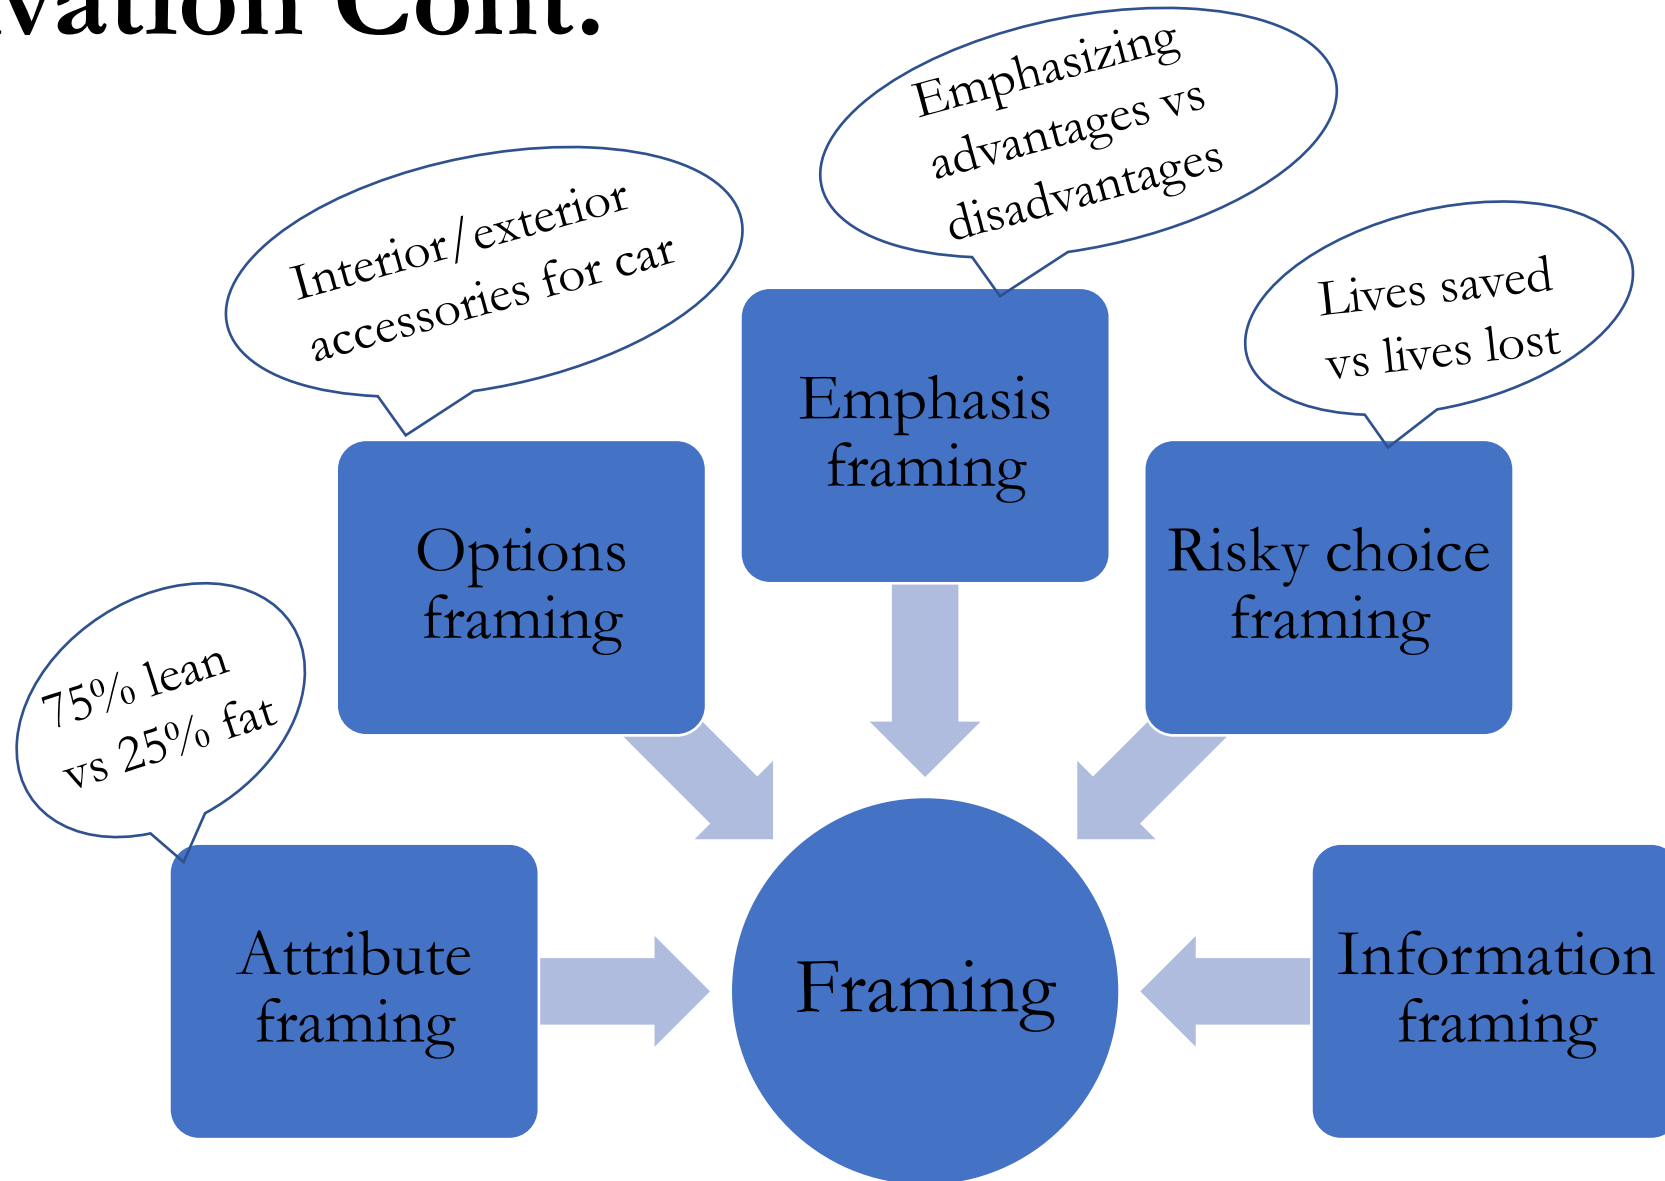 vation Cont.
Emphasizing
advantages vs
disadvantages
Interior/exterior
accessories for car
Lives saved
vs lives lost
Emphasis
framing
Options
framing
Risky choice
framing
75% lean
vs 25% fat
Attribute
framing
Framing
Information
framing